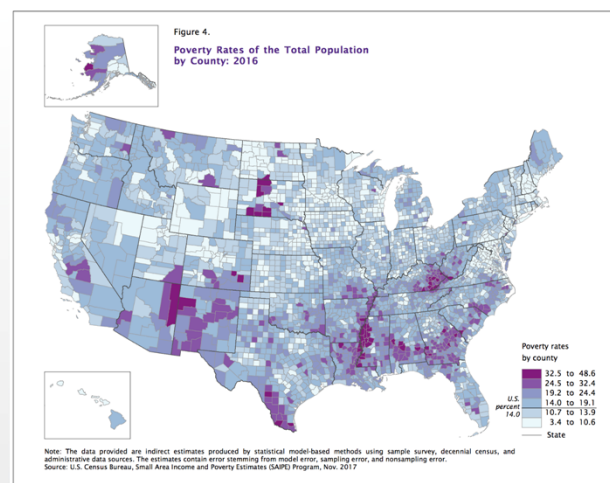 Figure 4.
Poverty Rates of the Total Population
by County: 2016
Poverty rates
by county
32.5 to 48.6
24.5 to 32.4
19.2 to 24.4
14.0 to 19.1
10.7 to 13.9
3.4 to 10.6
U.S.
percent
14.0
State
Note: The data provided are indirect estimates produced by statistical model-based methods using sample survey, decennial census, and
administrative data sources. The estimates contain error stemming from model error, sampling error, and nonsampling error.
Source: U.S. Census Bureau, Small Area Income and Poverty Estimates (SAIPE) Program, Nov. 2017